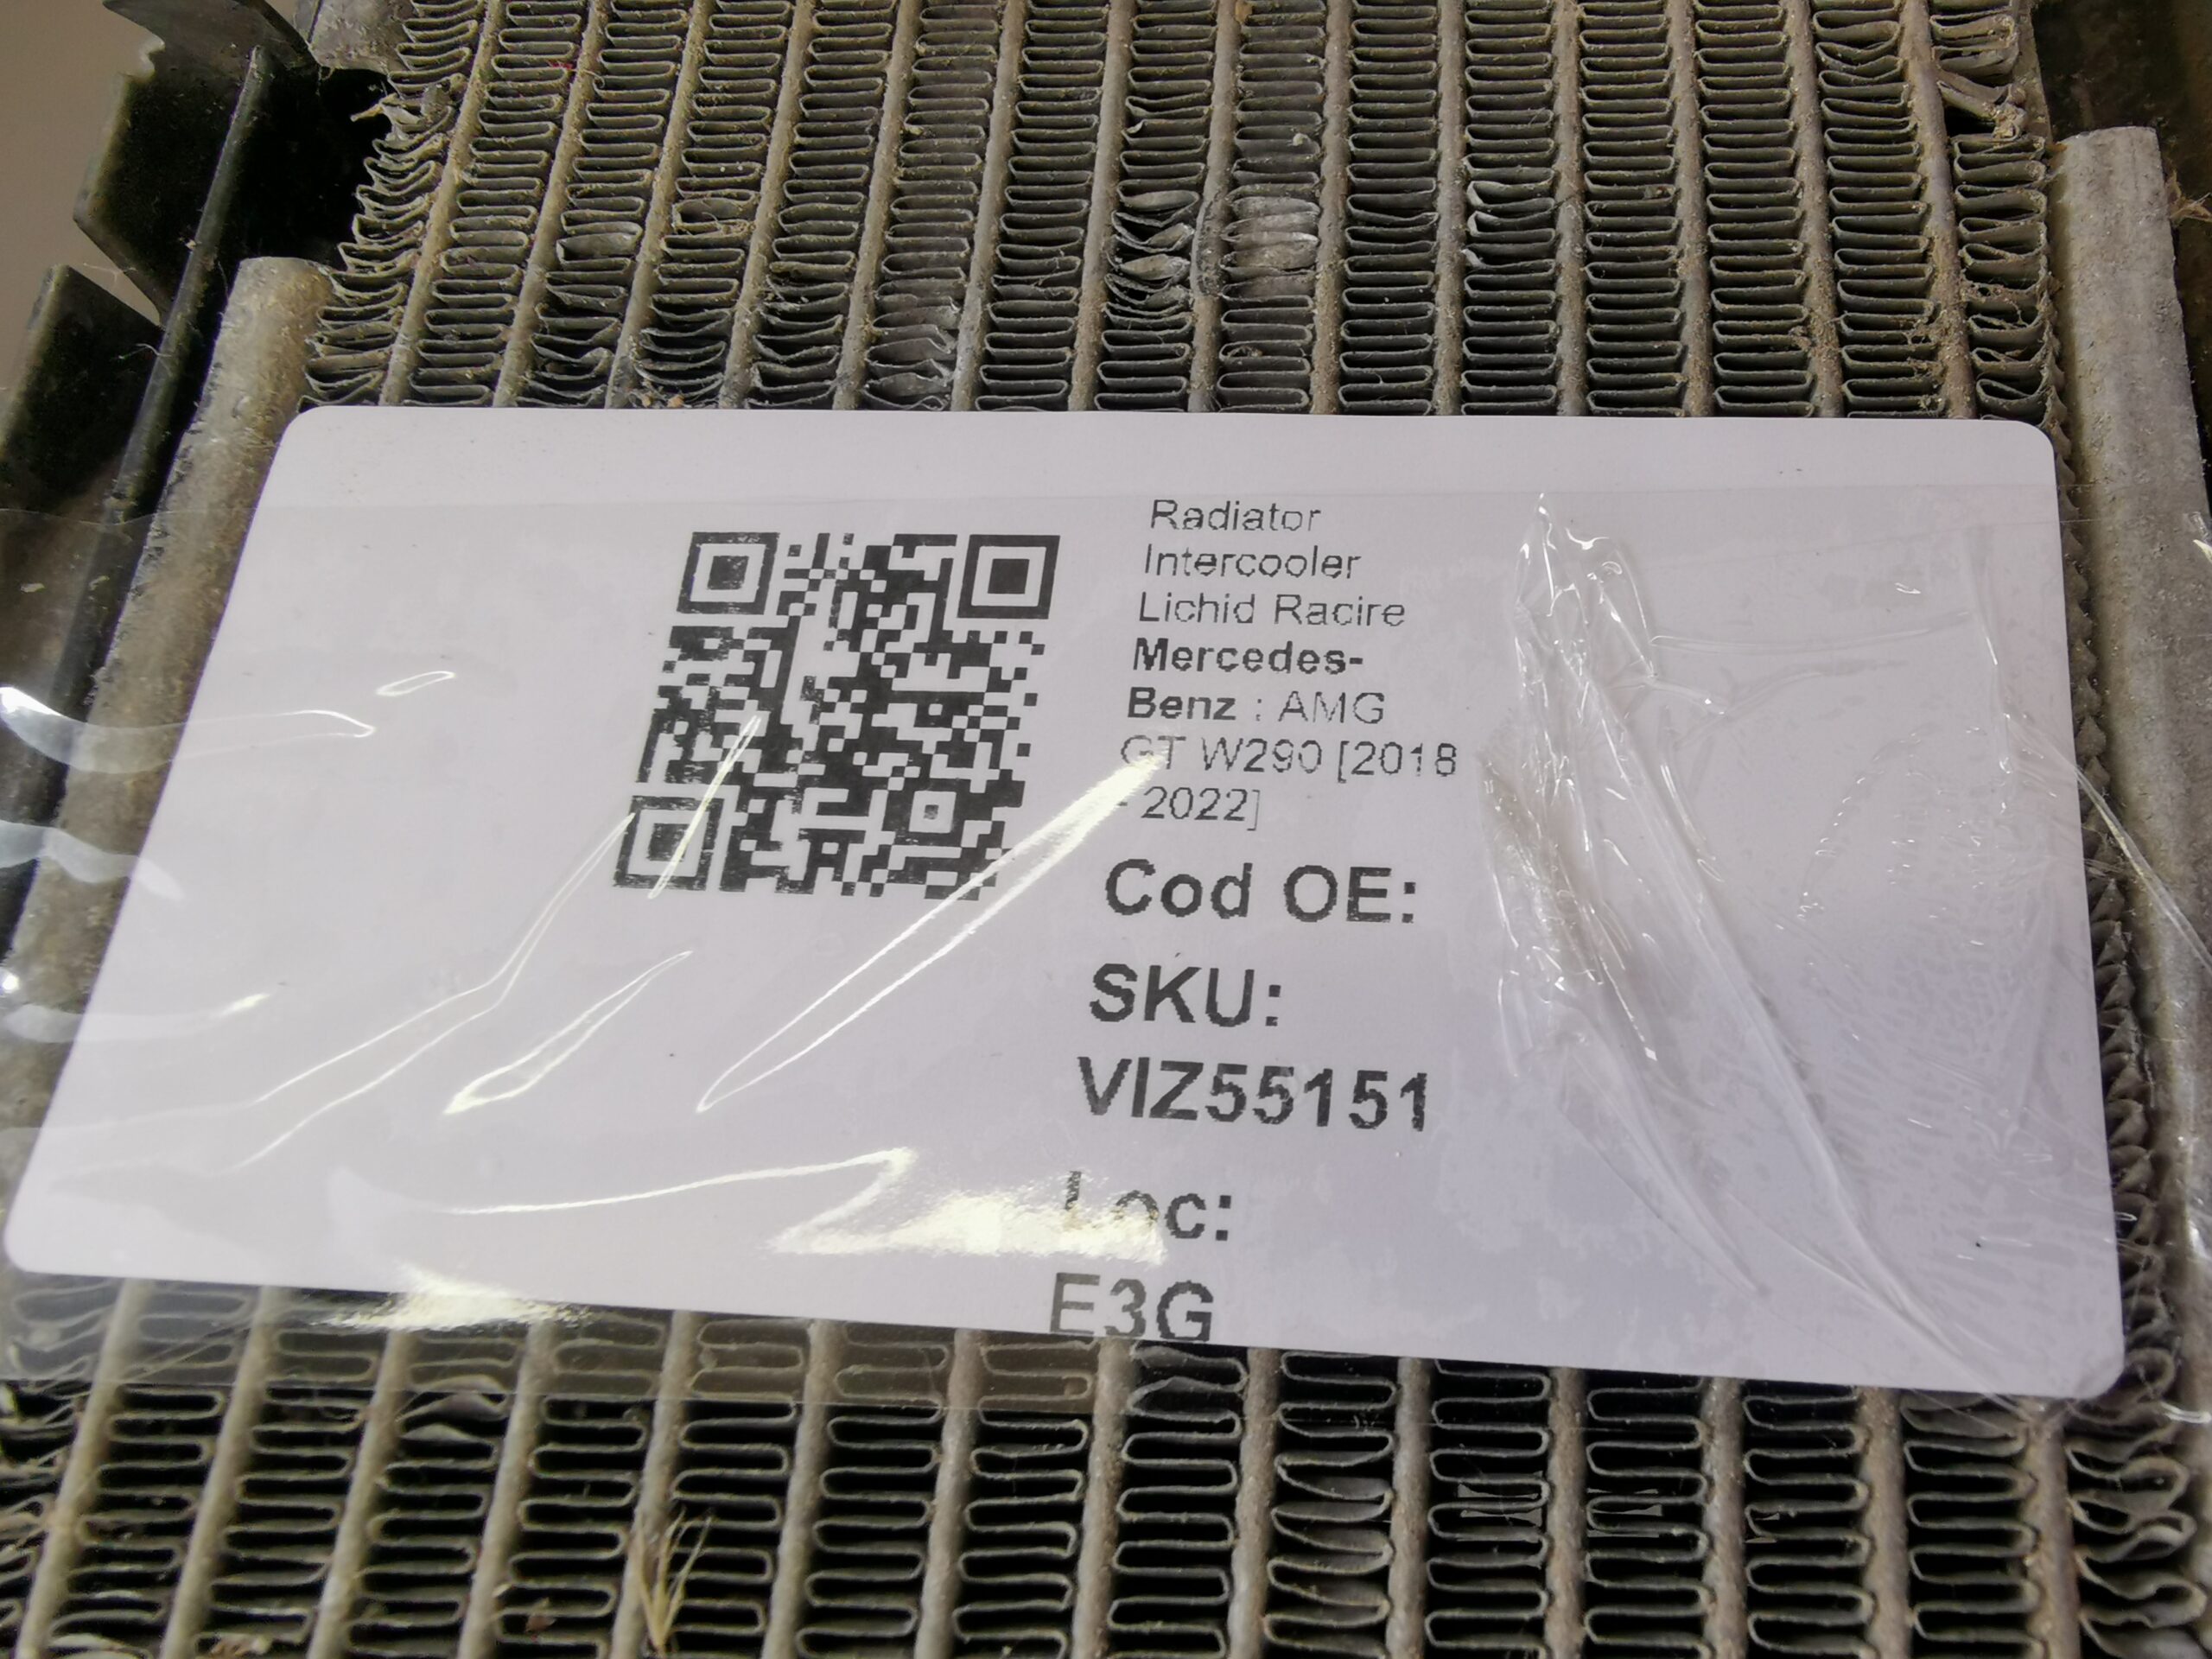 Radiator
Intercooler
Lichid Racire
Mercedes-
Benz : AMG
GT W290 [2018
- 2022]
Cod OE:
SKU:
VIZ55151
Loc:
E3G